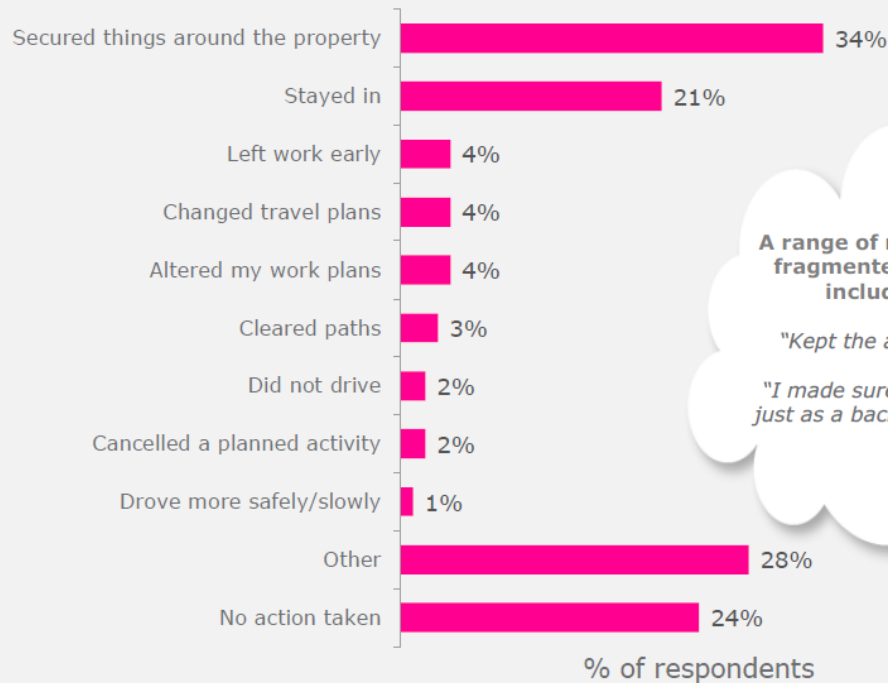 Secured things around the property 34%
Stayed in 21%
Left work early 4%
Changed travel plans 4%
Altered my work plans 4%
Cleared paths 3%
Did not drive 2%
Cancelled a planned activity 2%
Drove more safely/slowly 1%
Other 28%
No action taken 24%
% of respondents
A range of
fragmente
includ
"Kept the
"I made sure
just as a bac